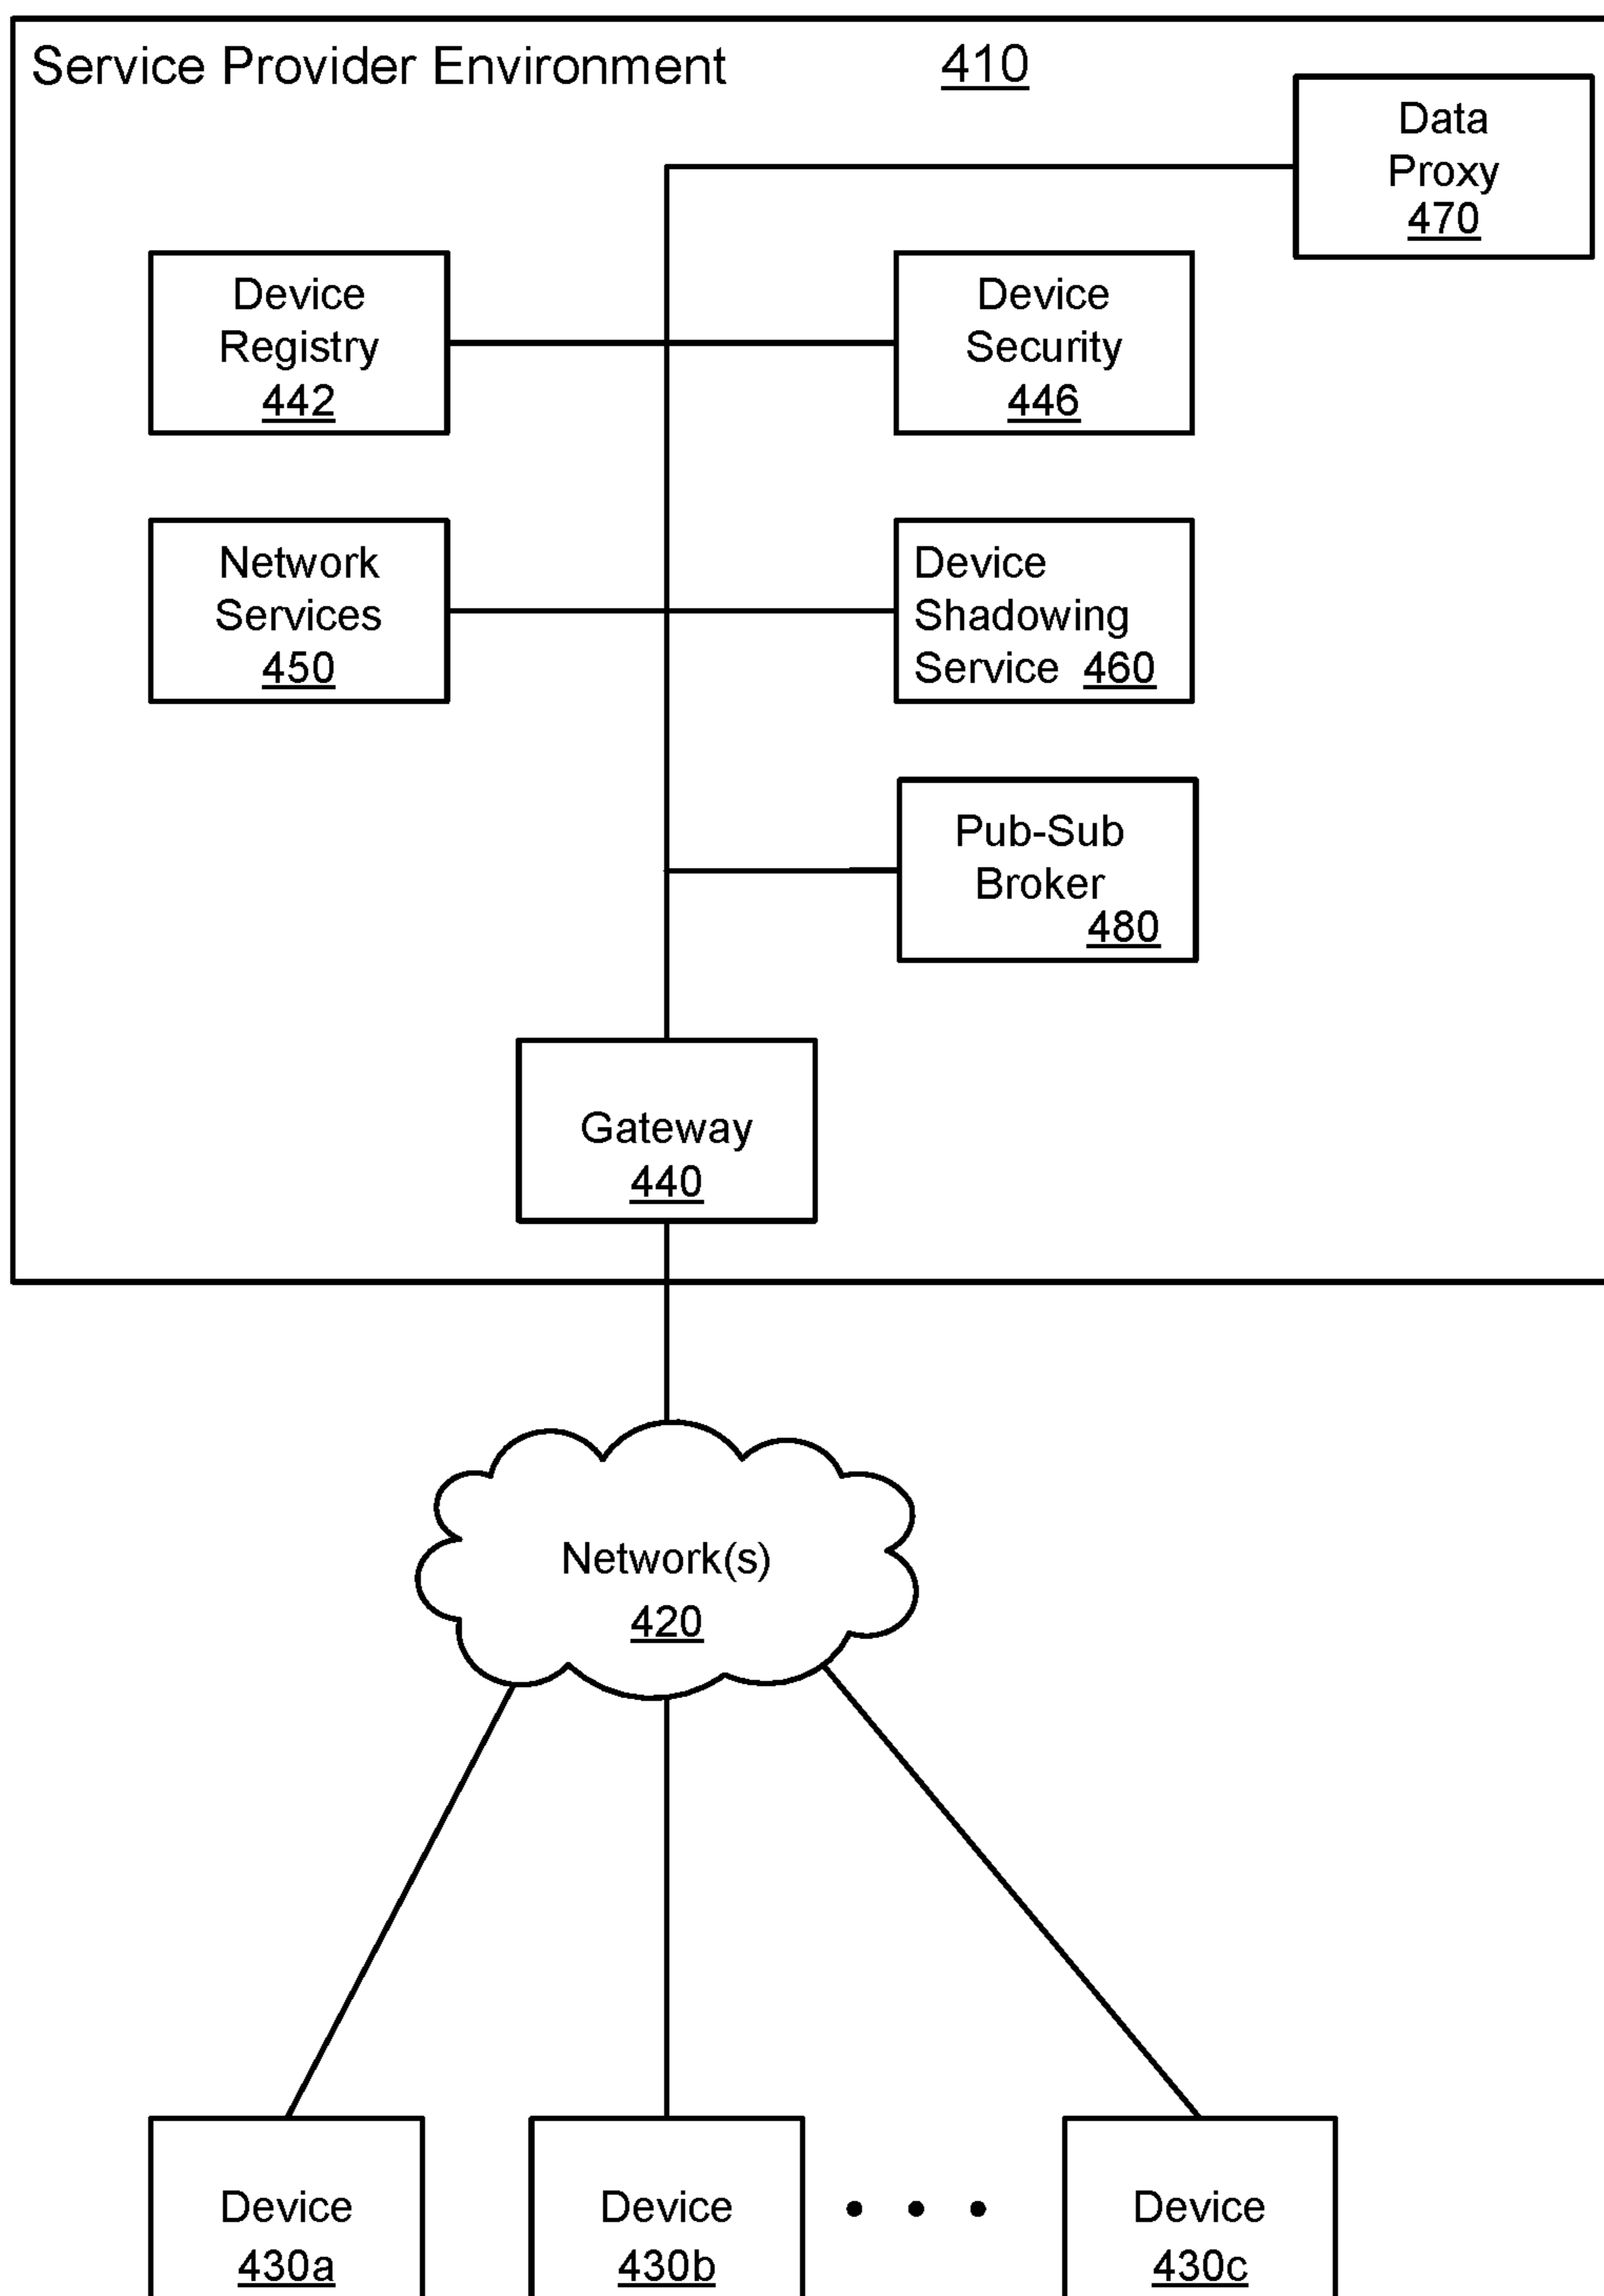 Service Provider Environment 410
Data
Proxy
470
Device
Registry
442
Device
Security
446
Network
Services
450
Device
Shadowing
Service 460
Pub-Sub
Broker
480
Gateway
440
Network(s)
420
Device
430a
Device
430b
Device
430c